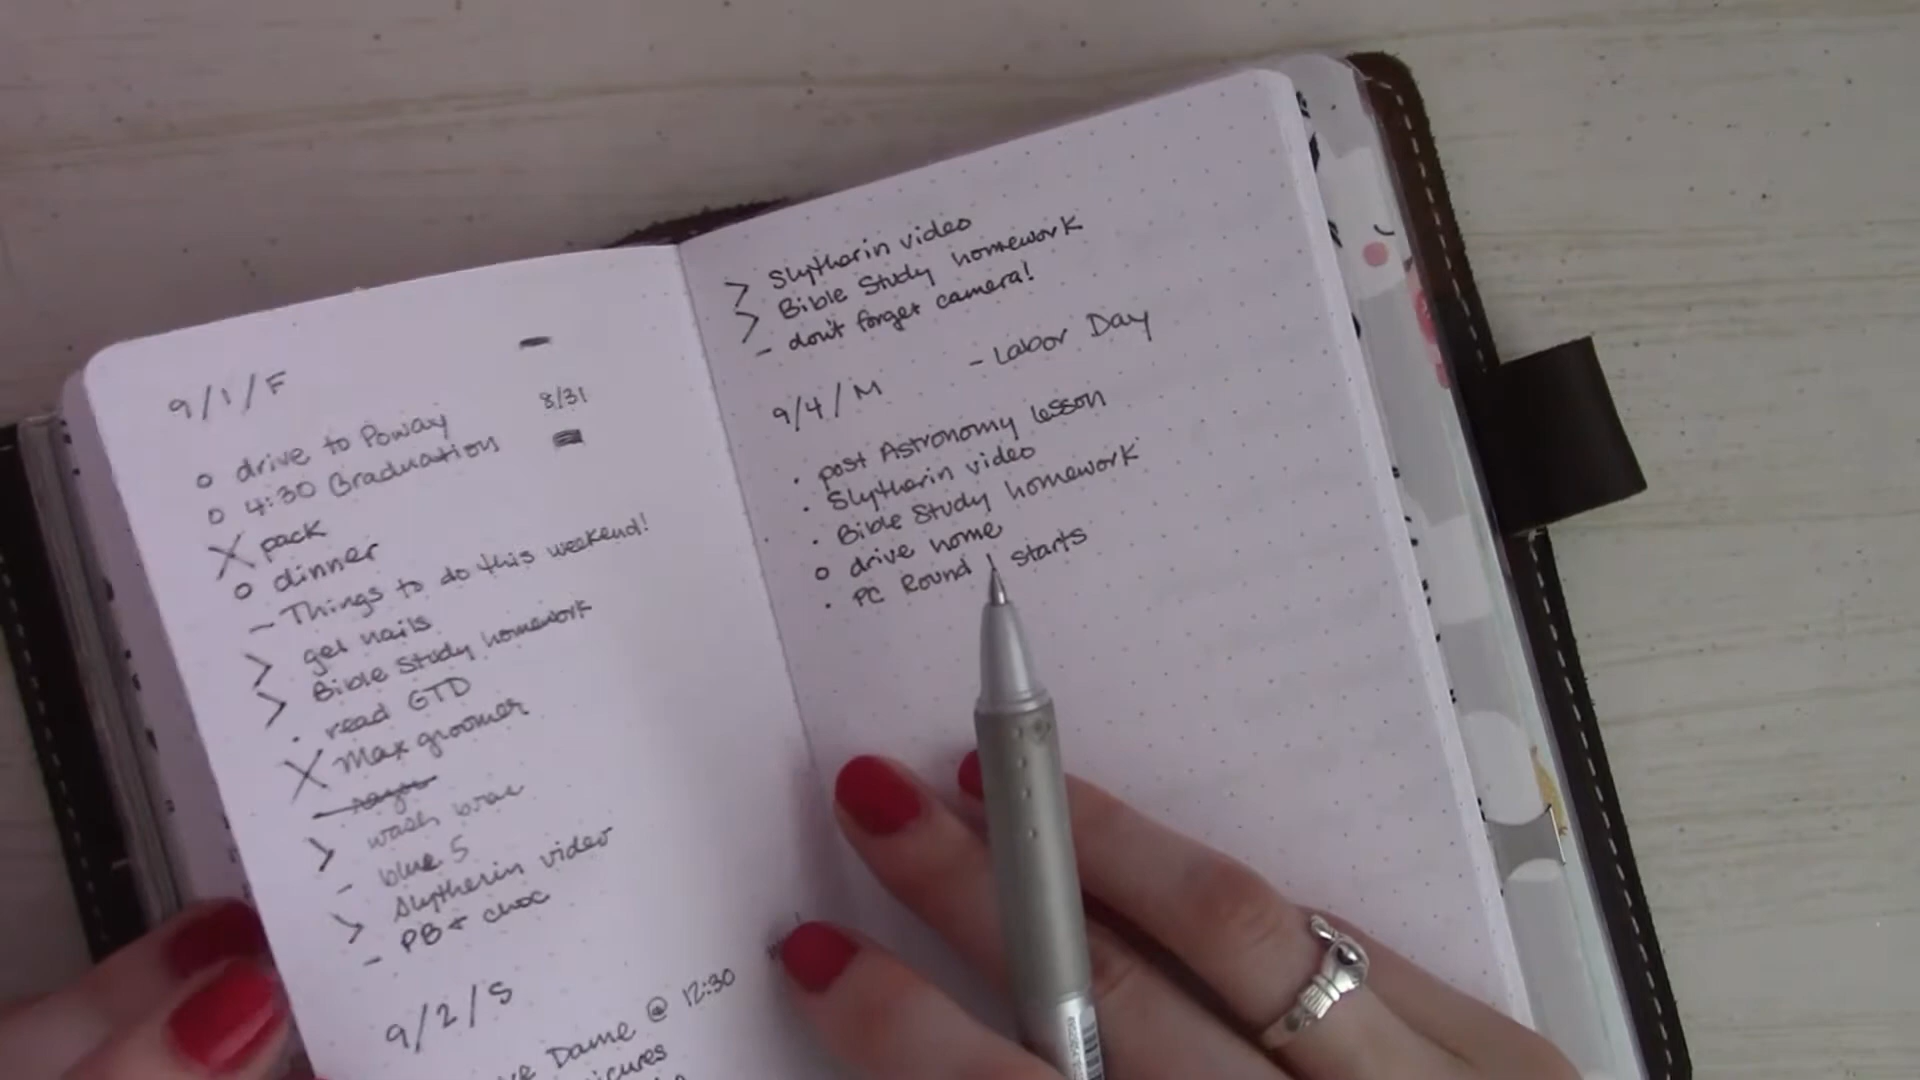 9/1/F
8/31
o drive to Poway
o 4:30 Graduation
X pack
o dinner
– Things to do this weekend!
> gel nails
> Bible Study homework
· read GTD
X Max groomer
> wash
– blue 5
> Slytherin video
– PB + choc
9/2/S
Dame @ 12:30
> Slytherin video
> Bible Study homework
– don't forget camera!
9/4/M – Labor Day
· post Astronomy lesson
· Slytherin video
· Bible Study homework
o drive home
· PC Round 1 starts